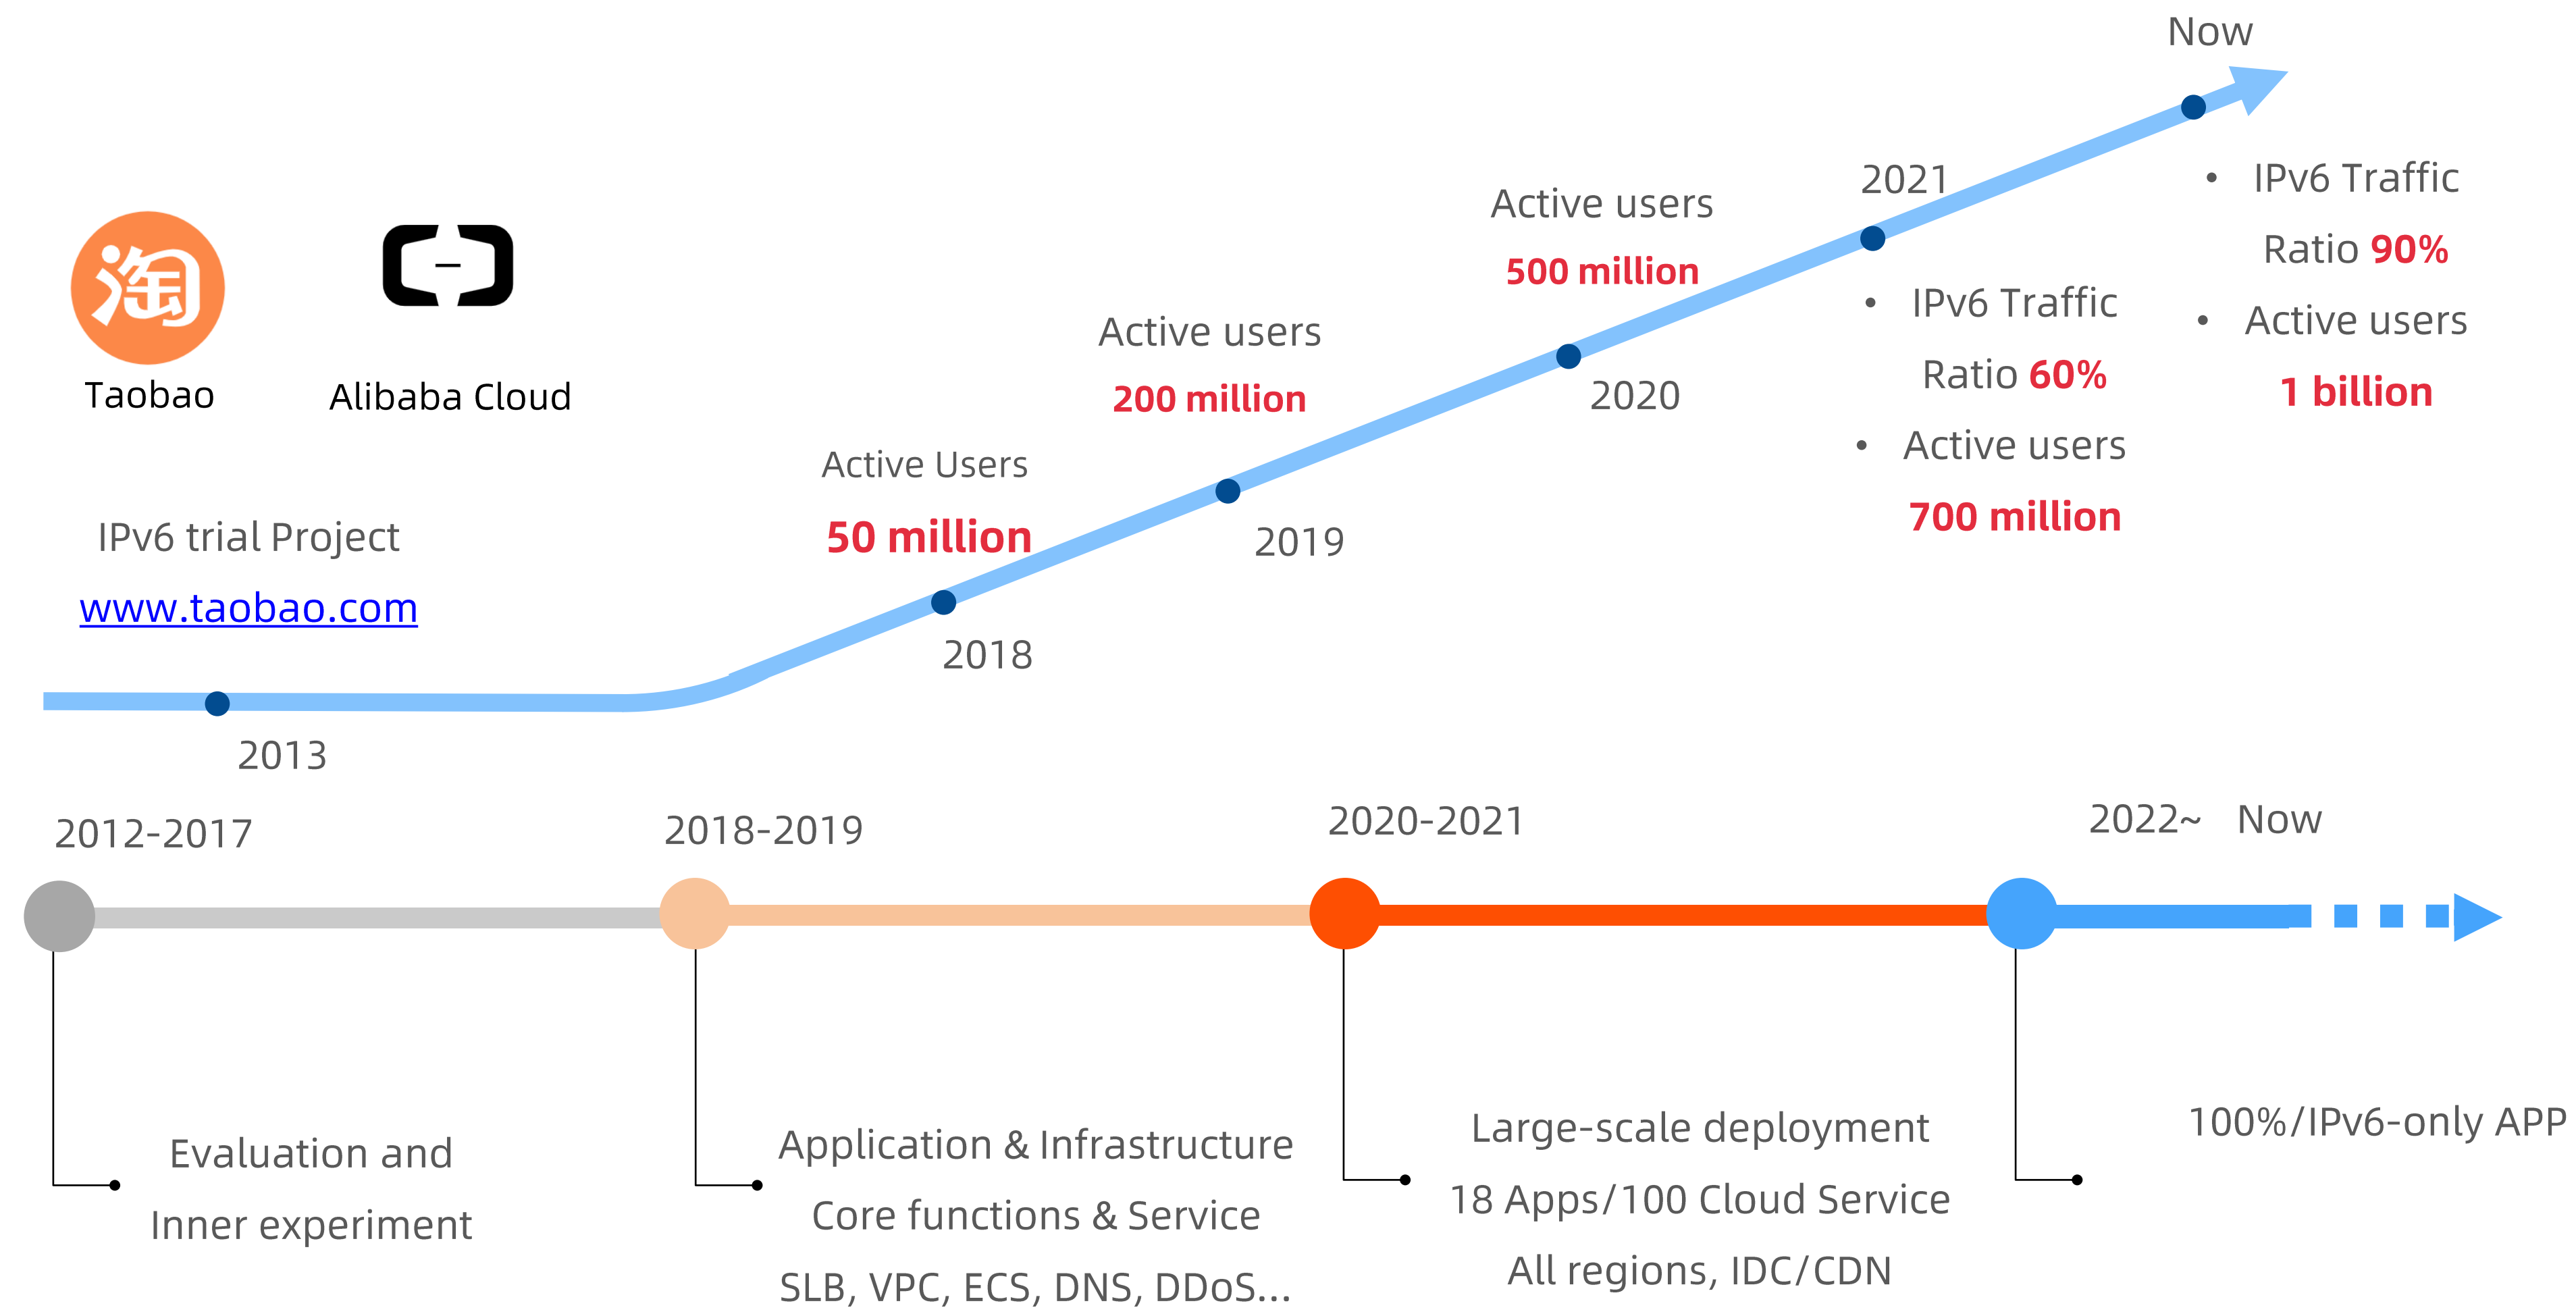 Now
2021
Active users
500 million
• IPv6 Traffic
Ratio 90%
• Active users
1 billion
淘
Taobao
Alibaba Cloud
Active users
200 million
2020
• IPv6 Traffic
Ratio 60%
• Active users
700 million
Active Users
50 million
2019
IPv6 trial Project
www.taobao.com
2018
2013
2012-2017
2018-2019
2020-2021
2022~ Now
Evaluation and
Inner experiment
Application & Infrastructure
Core functions & Service
SLB, VPC, ECS, DNS, DDoS...
Large-scale deployment
18 Apps/100 Cloud Service
All regions, IDC/CDN
100%/IPv6-only APP